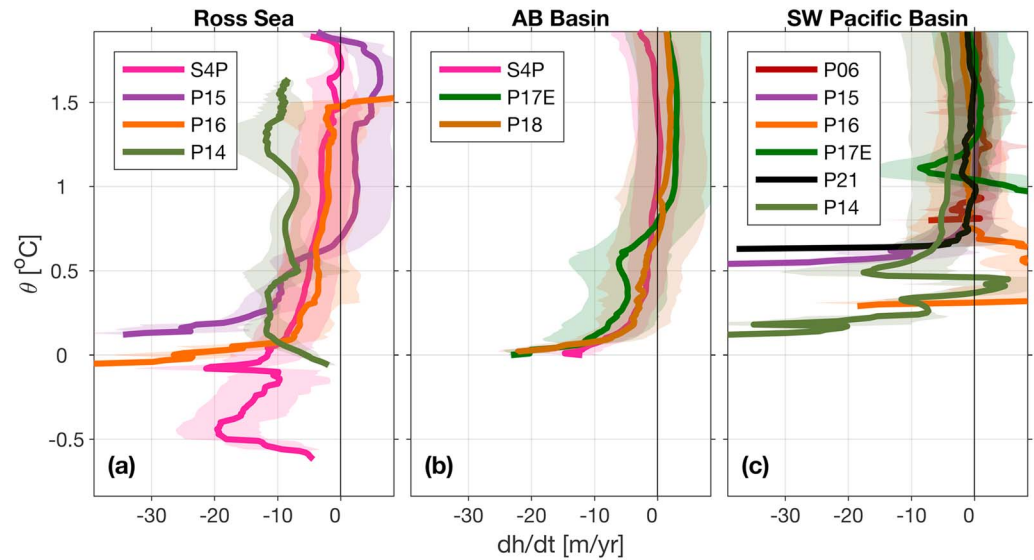 Ross Sea
AB Basin
SW Pacific Basin
S4P
P15
P16
P14
S4P
P17E
P18
P06
P15
P16
P17E
P21
P14
θ [°C]
1.5
1
0.5
0
-0.5
(a)
(b)
(c)
-30 -20 -10 0
-30 -20 -10 0
-30 -20 -10 0
dh/dt [m/yr]